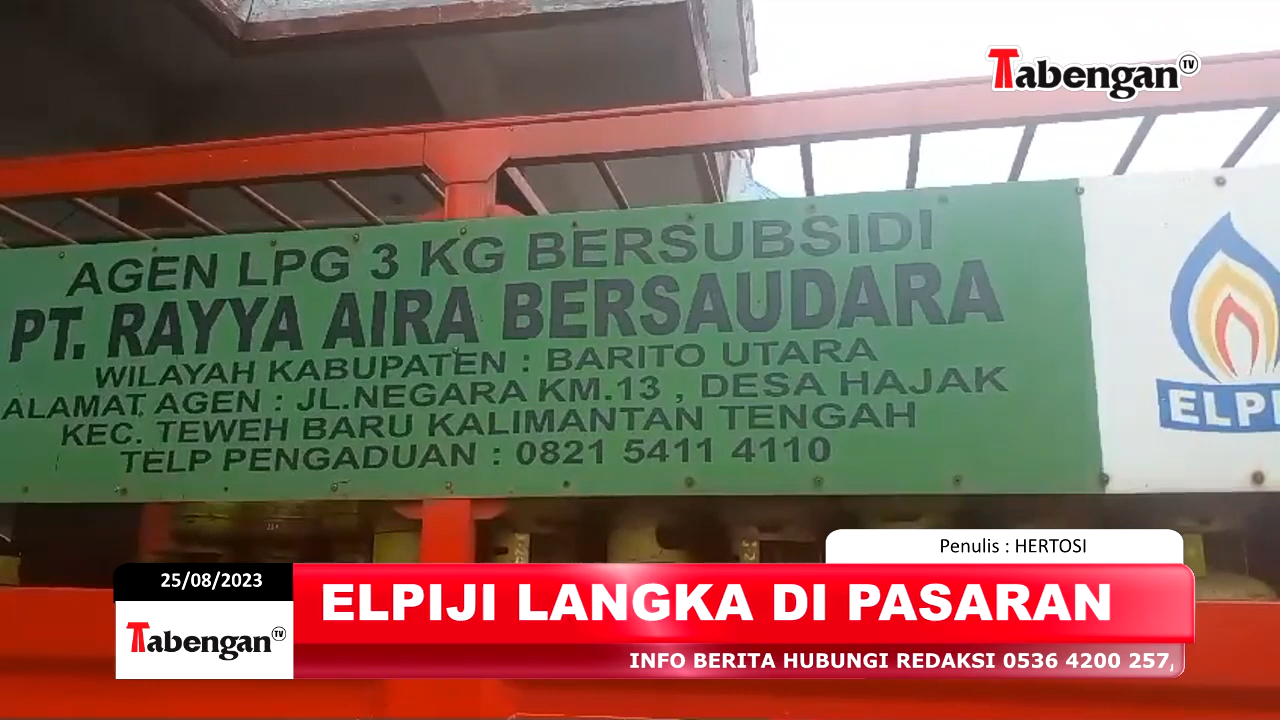 Tabengan TV
AGEN LPG 3 KG BERSUBSIDI
PT. RAYYA AIRA BERSAUDARA
WILAYAH KABUPATEN : BARITO UTARA
ALAMAT AGEN : JL.NEGARA KM.13 , DESA HAJAK
KEC. TEWEH BARU KALIMANTAN TENGAH
TELP PENGADUAN : 0821 5411 4110
ELPI
Penulis : HERTOSI
25/08/2023
ELPIJI LANGKA DI PASARAN
Tabengan TV
INFO BERITA HUBUNGI REDAKSI 0536 4200 257,